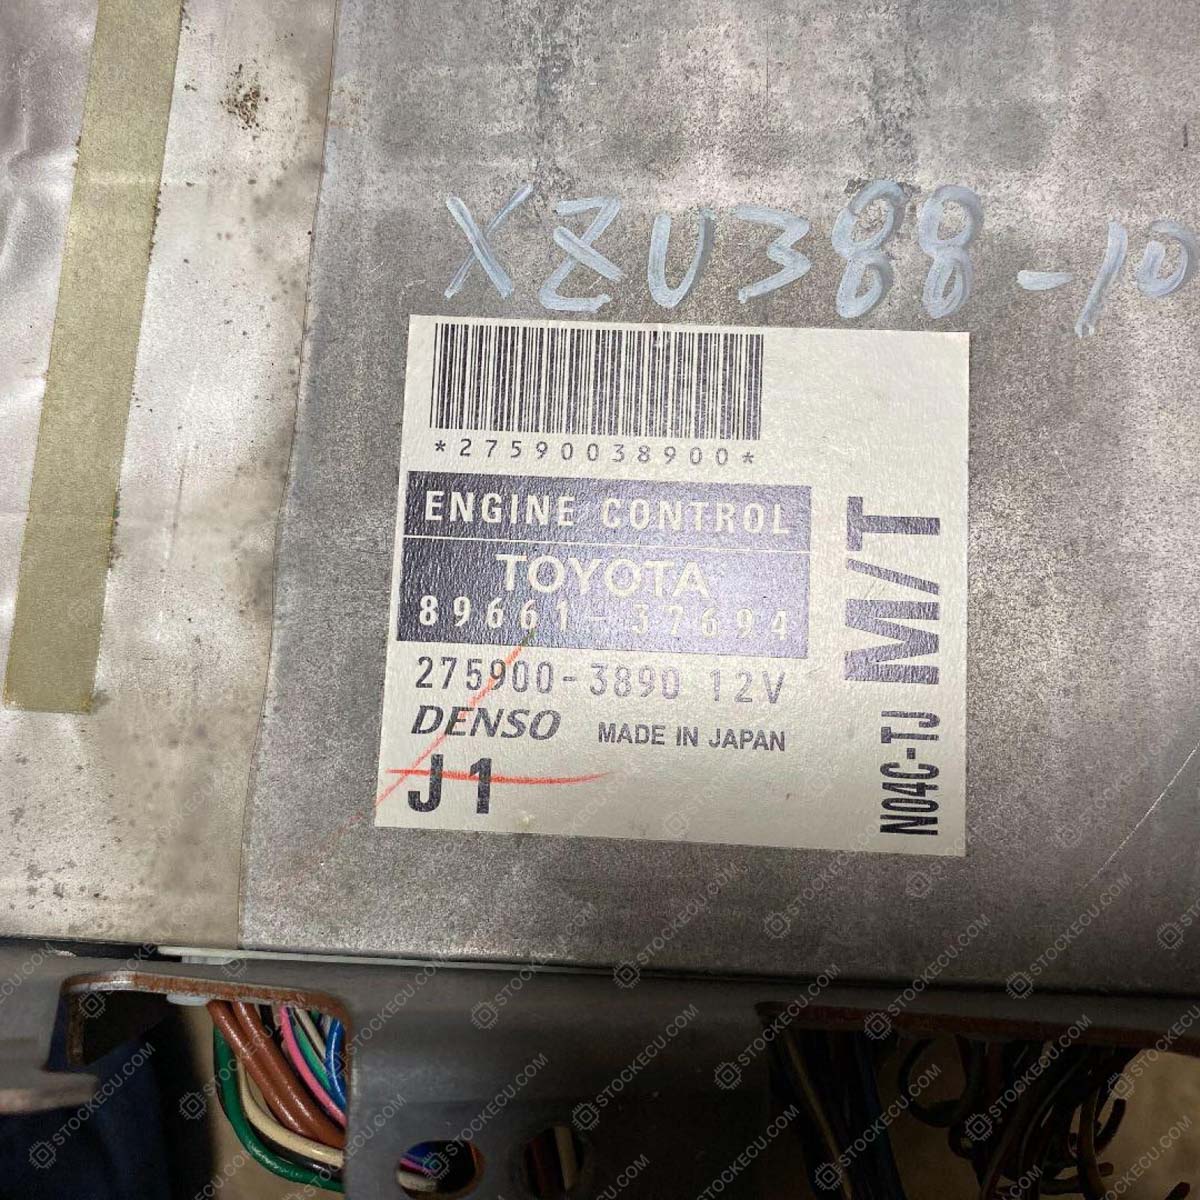 XZU388-10
*27590038900*
ENGINE CONTROL
TOYOTA
89661-37694
275900-3890 12V
DENSO MADE IN JAPAN
J1
M/T
N04C-TJ
STOCKECU.COM